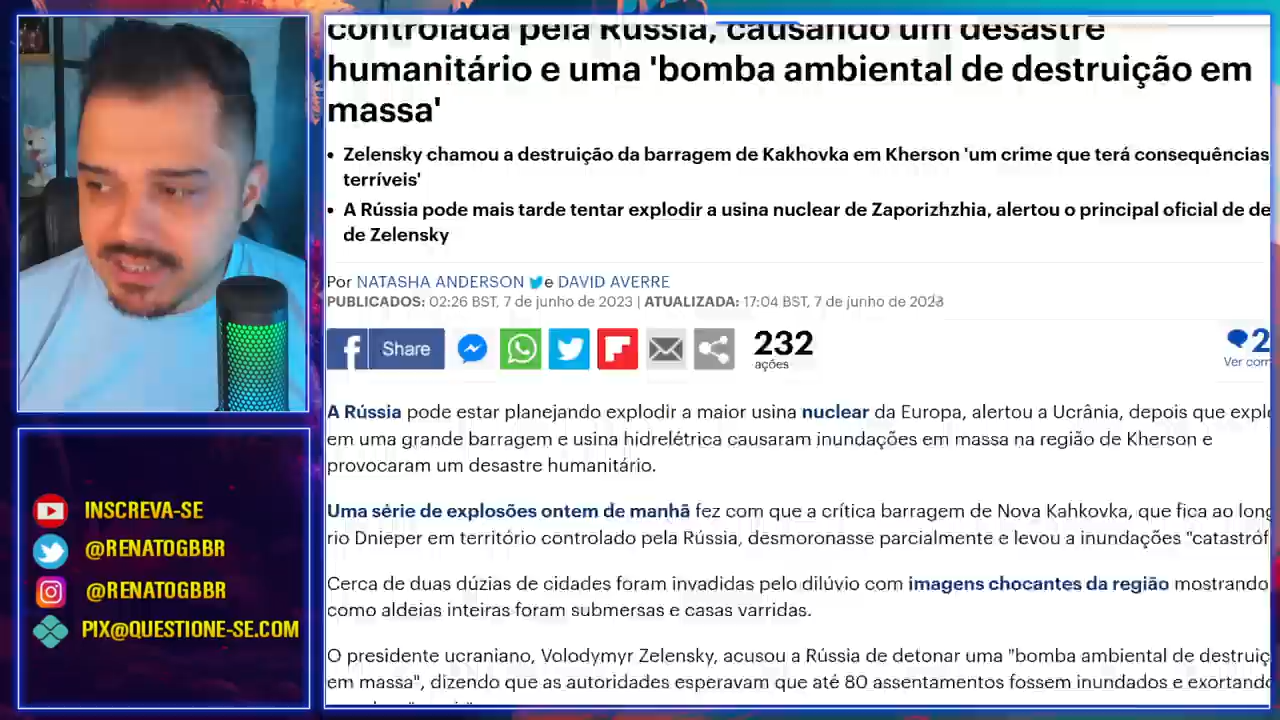 controlada pela Rússia, causando um desastre
humanitário e uma 'bomba ambiental de destruição em
massa'
• Zelensky chamou a destruição da barragem de Kakhovka em Kherson 'um crime que terá consequências
terríveis'
• A Rússia pode mais tarde tentar explodir a usina nuclear de Zaporizhzhia, alertou o principal oficial de de
de Zelensky
Por NATASHA ANDERSON e DAVID AVERRE
PUBLICADOS: 02:26 BST, 7 de junho de 2023 | ATUALIZADA: 17:04 BST, 7 de junho de 2023
Share
232
ações
2
Ver com
A Rússia pode estar planejando explodir a maior usina nuclear da Europa, alertou a Ucrânia, depois que expl
em uma grande barragem e usina hidrelétrica causaram inundações em massa na região de Kherson e
provocaram um desastre humanitário.
Uma série de explosões ontem de manhã fez com que a crítica barragem de Nova Kahkovka, que fica ao long
rio Dnieper em território controlado pela Rússia, desmoronasse parcialmente e levou a inundações "catastróf
Cerca de duas dúzias de cidades foram invadidas pelo dilúvio com imagens chocantes da região mostrando
como aldeias inteiras foram submersas e casas varridas.
O presidente ucraniano, Volodymyr Zelensky, acusou a Rússia de detonar uma "bomba ambiental de destruiç
em massa", dizendo que as autoridades esperavam que até 80 assentamentos fossem inundados e exortando
INSCREVA-SE
@RENATOGBBR
@RENATOGBBR
PIX@QUESTIONE-SE.COM